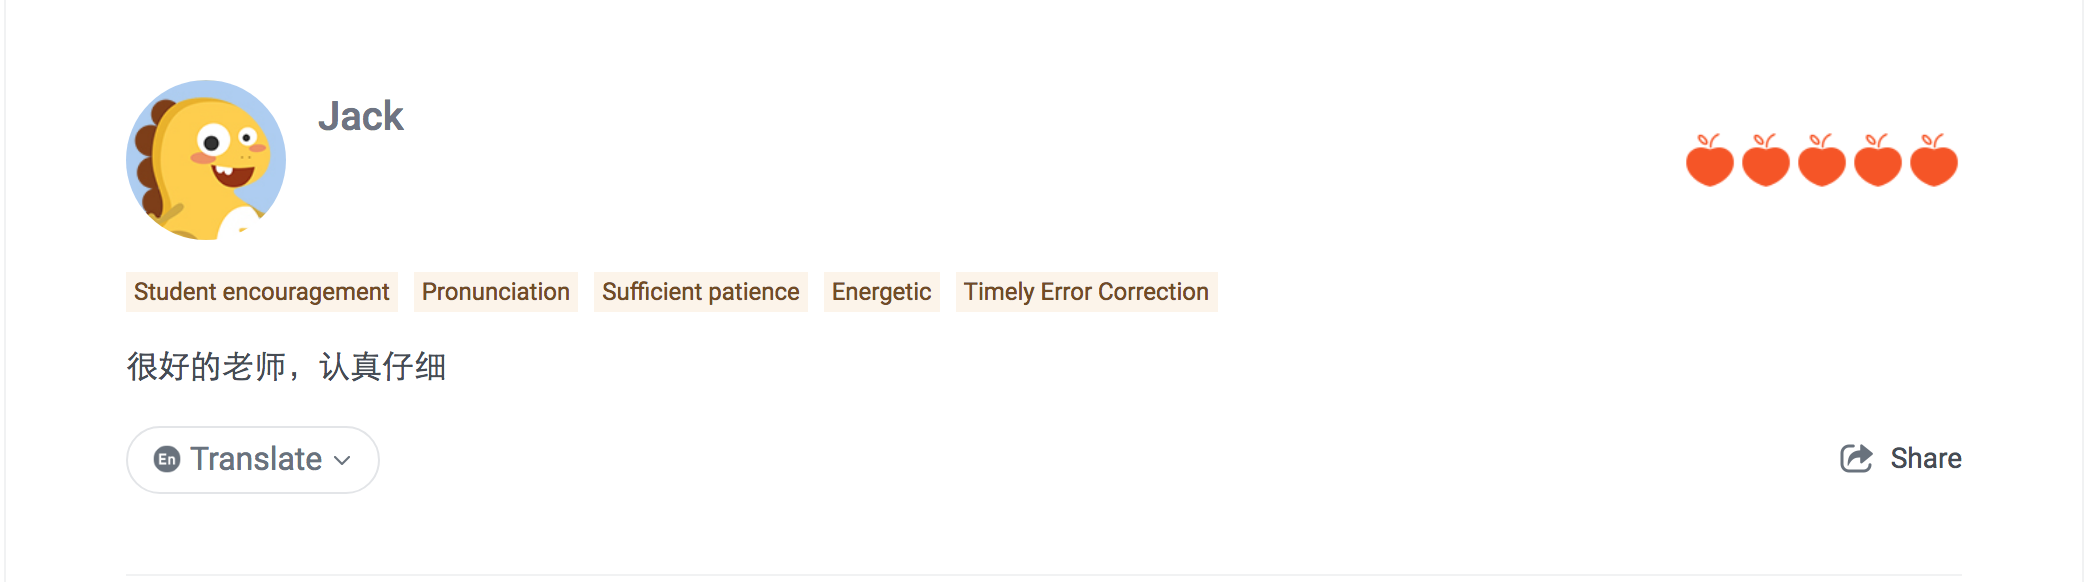 Jack
Student encouragement Pronunciation Sufficient patience Energetic Timely Error Correction
很好的老师，认真仔细
En Translate
Share